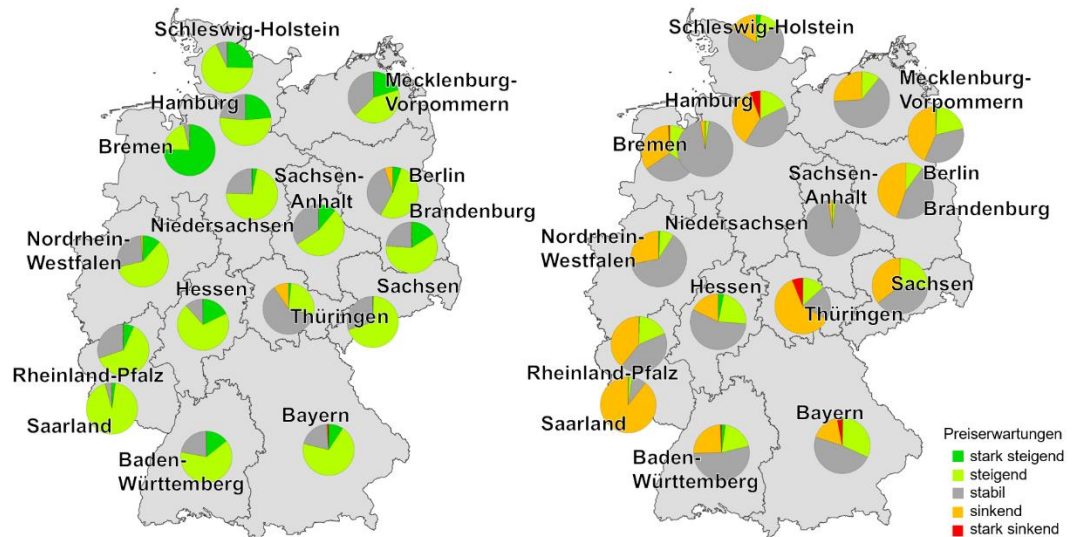 Schleswig-Holstein
Mecklenburg-
Vorpommern
Hamburg
Bremen
Sachsen-
Anhalt
Berlin
Brandenburg
Niedersachsen
Nordrhein-
Westfalen
Hessen
Sachsen
Thüringen
Rheinland-Pfalz
Saarland
Bayern
Baden-
Württemberg
Schleswig-Holstein
Mecklenburg-
Vorpommern
Hamburg
Bremen
Sachsen-
Anhalt
Berlin
Brandenburg
Niedersachsen
Nordrhein-
Westfalen
Hessen
Sachsen
Thüringen
Rheinland-Pfalz
Saarland
Bayern
Baden-
Württemberg
Preiserwartungen
stark steigend
steigend
stabil
sinkend
stark sinkend